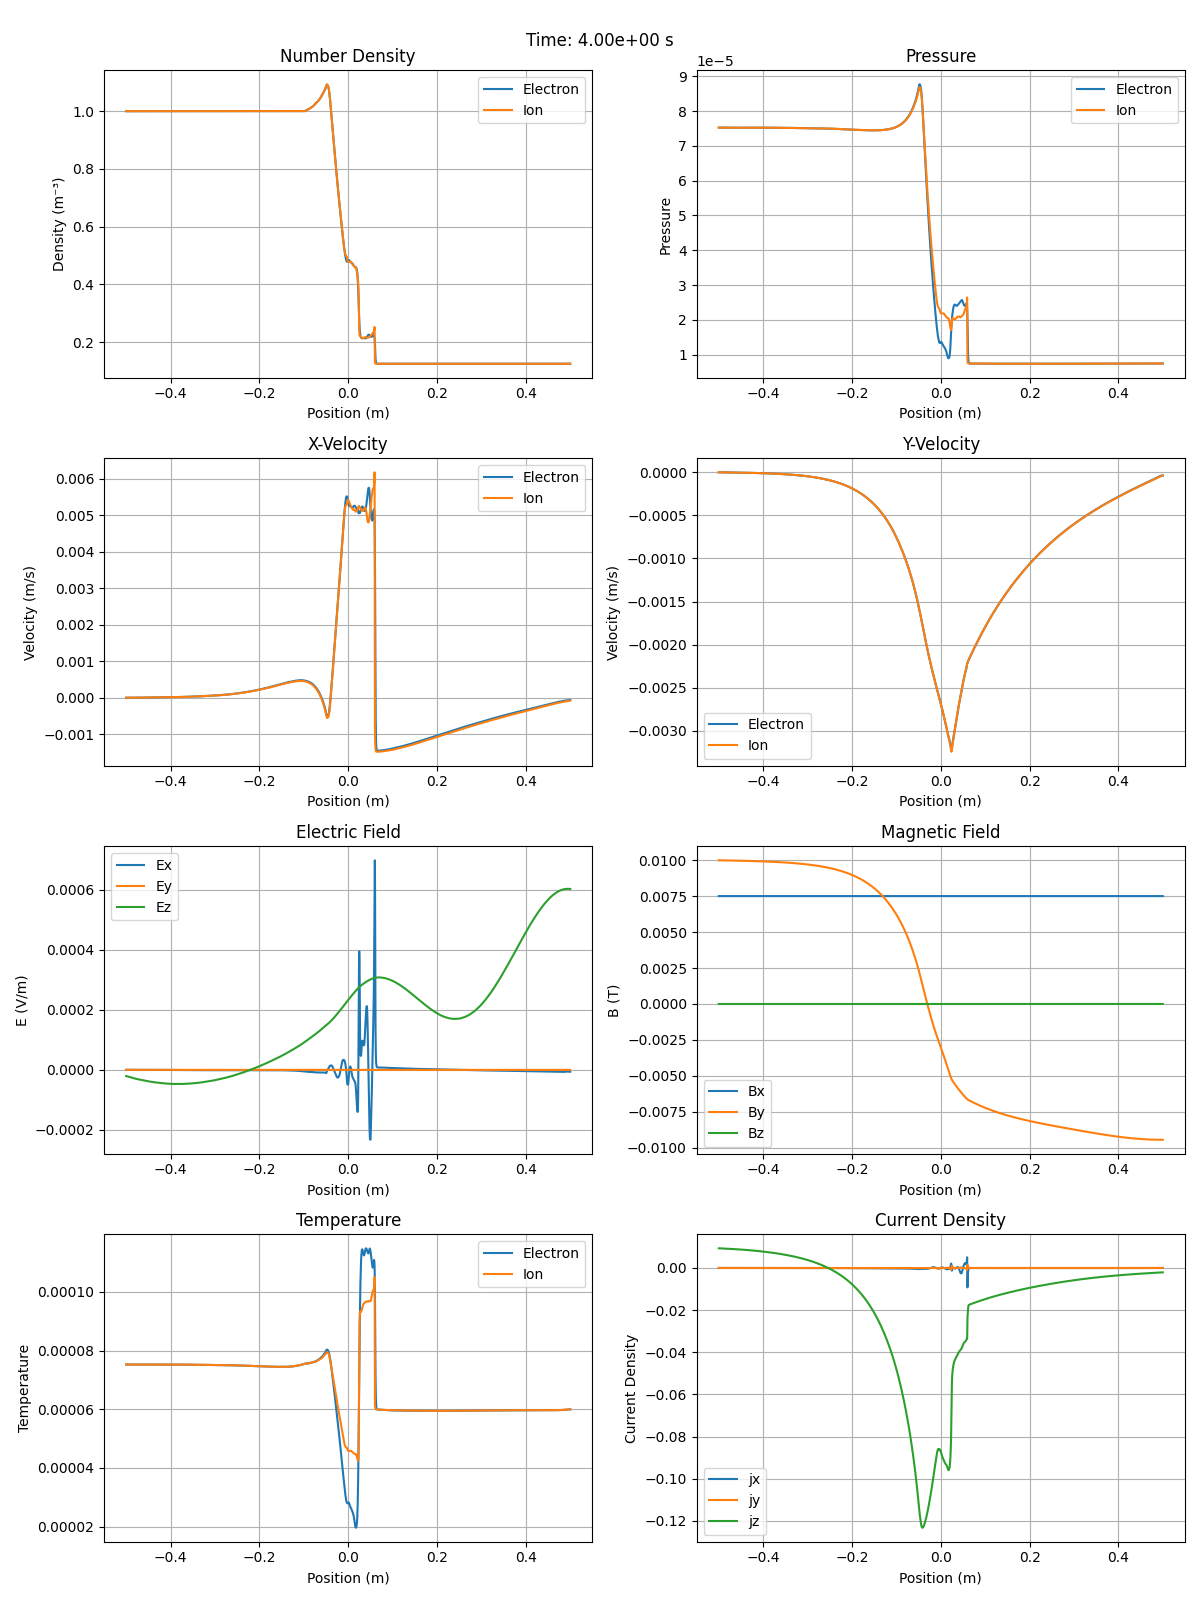 Time: 4.00e+00 s
Number Density
Density (m⁻³)
1.0
0.8
0.6
0.4
0.2
Electron
Ion
−0.4 −0.2 0.0 0.2 0.4
Position (m)
Pressure
1e−5
Pressure
9
8
7
6
5
4
3
2
1
Electron
Ion
−0.4 −0.2 0.0 0.2 0.4
Position (m)
X-Velocity
Velocity (m/s)
0.006
0.005
0.004
0.003
0.002
0.001
0.000
−0.001
Electron
Ion
−0.4 −0.2 0.0 0.2 0.4
Position (m)
Y-Velocity
Velocity (m/s)
0.0000
−0.0005
−0.0010
−0.0015
−0.0020
−0.0025
−0.0030
Electron
Ion
−0.4 −0.2 0.0 0.2 0.4
Position (m)
Electric Field
E (V/m)
Ex
Ey
Ez
0.0006
0.0004
0.0002
0.0000
−0.0002
−0.4 −0.2 0.0 0.2 0.4
Position (m)
Magnetic Field
B (T)
0.0100
0.0075
0.0050
0.0025
0.0000
−0.0025
−0.0050
−0.0075
−0.0100
Bx
By
Bz
−0.4 −0.2 0.0 0.2 0.4
Position (m)
Temperature
Temperature
Electron
Ion
0.00010
0.00008
0.00006
0.00004
0.00002
−0.4 −0.2 0.0 0.2 0.4
Position (m)
Current Density
Current Density
0.00
−0.02
−0.04
−0.06
−0.08
−0.10
−0.12
jx
jy
jz
−0.4 −0.2 0.0 0.2 0.4
Position (m)